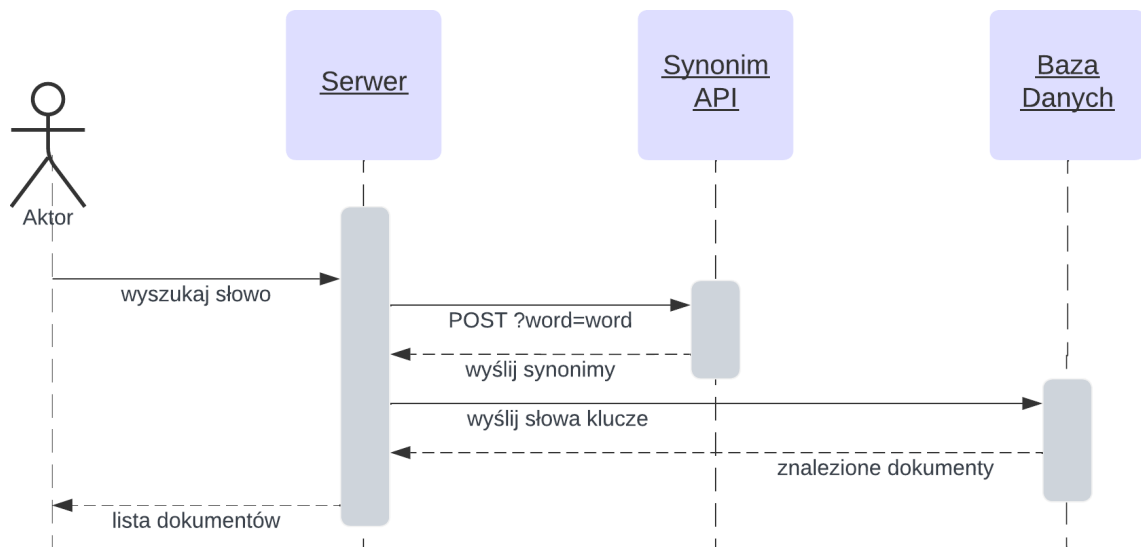 Serwer
Synonim
API
Baza
Danych
Aktor
wyszukaj słowo
POST ?word=word
wyślij synonimy
wyślij słowa klucze
znalezione dokumenty
lista dokumentów